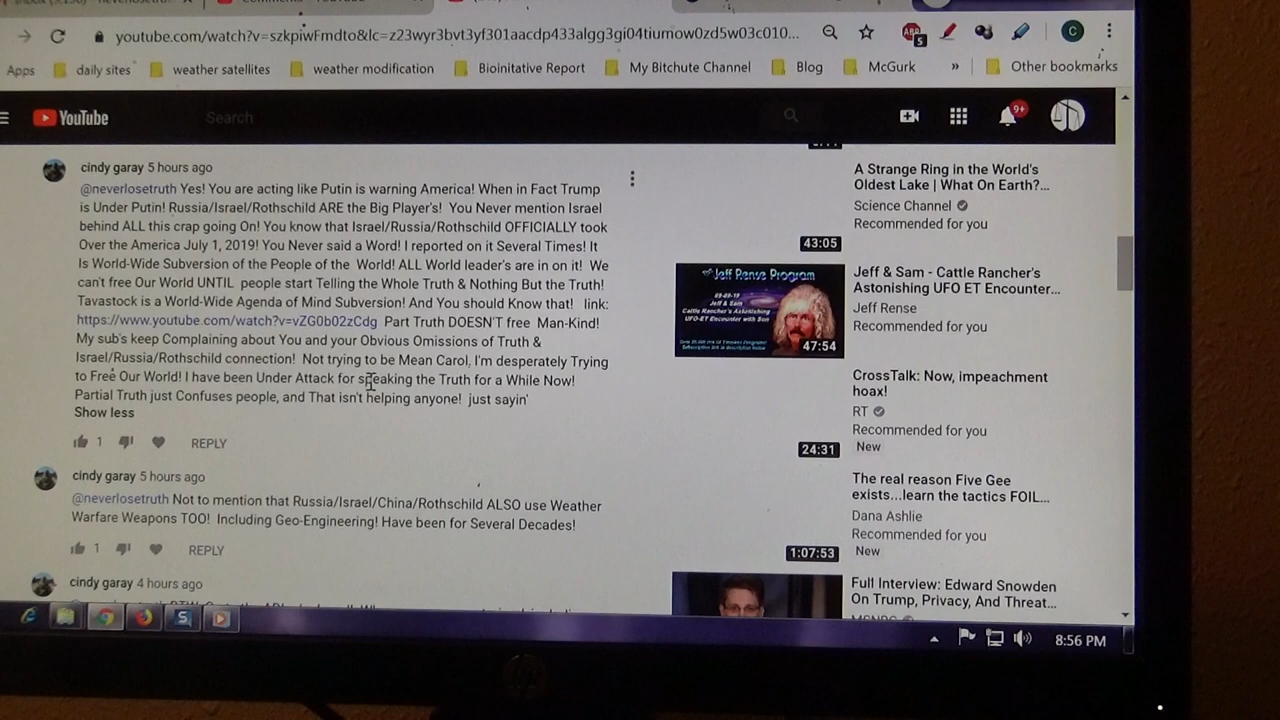 youtube.com/watch?v=szkpiwFmdto&lc=z23wyr3bvt3yf301aacdp433algg3gi04tiumow0zd5w03c010...
5
C
Apps daily sites weather satellites weather modification Bioinitative Report My Bitchute Channel Blog McGurk » Other bookmarks
YouTube
Search
9+
cindy garay 5 hours ago
@neverlosetruth Yes! You are acting like Putin is warning America! When in Fact Trump
is Under Putin! Russia/Israel/Rothschild ARE the Big Player's! You Never mention Israel
behind ALL this crap going On! You know that Israel/Russia/Rothschild OFFICIALLY took
Over the America July 1, 2019! You Never said a Word! I reported on it Several Times! It
Is World-Wide Subversion of the People of the World! ALL World leader's are in on it! We
can't free Our World UNTIL people start Telling the Whole Truth & Nothing But the Truth!
Tavastock is a World-Wide Agenda of Mind Subversion! And You should Know that! link:
https://www.youtube.com/watch?v=vZG0b02zCdg Part Truth DOESN'T free Man-Kind!
My sub's keep Complaining about You and your Obvious Omissions of Truth &
Israel/Russia/Rothschild connection! Not trying to be Mean Carol, I'm desperately Trying
to Free Our World! I have been Under Attack for speaking the Truth for a While Now!
Partial Truth just Confuses people, and That isn't helping anyone! just sayin'
Show less
1 REPLY
cindy garay 5 hours ago
@neverlosetruth Not to mention that Russia/Israel/China/Rothschild ALSO use Weather
Warfare Weapons TOO! Including Geo-Engineering! Have been for Several Decades!
1 REPLY
cindy garay 4 hours ago
A Strange Ring in the World's
Oldest Lake | What On Earth?...
Science Channel
Recommended for you
43:05
Jeff Rense Program
09-09-19
Jeff & Sam
Cattle Rancher's Astonishing
UFO-ET Encounter with Son
47:54
Jeff & Sam - Cattle Rancher's
Astonishing UFO ET Encounter...
Jeff Rense
Recommended for you
CrossTalk: Now, impeachment
hoax!
RT
Recommended for you
New
24:31
The real reason Five Gee
exists...learn the tactics FOIL...
Dana Ashlie
Recommended for you
New
1:07:53
Full Interview: Edward Snowden
On Trump, Privacy, And Threat...
8:56 PM